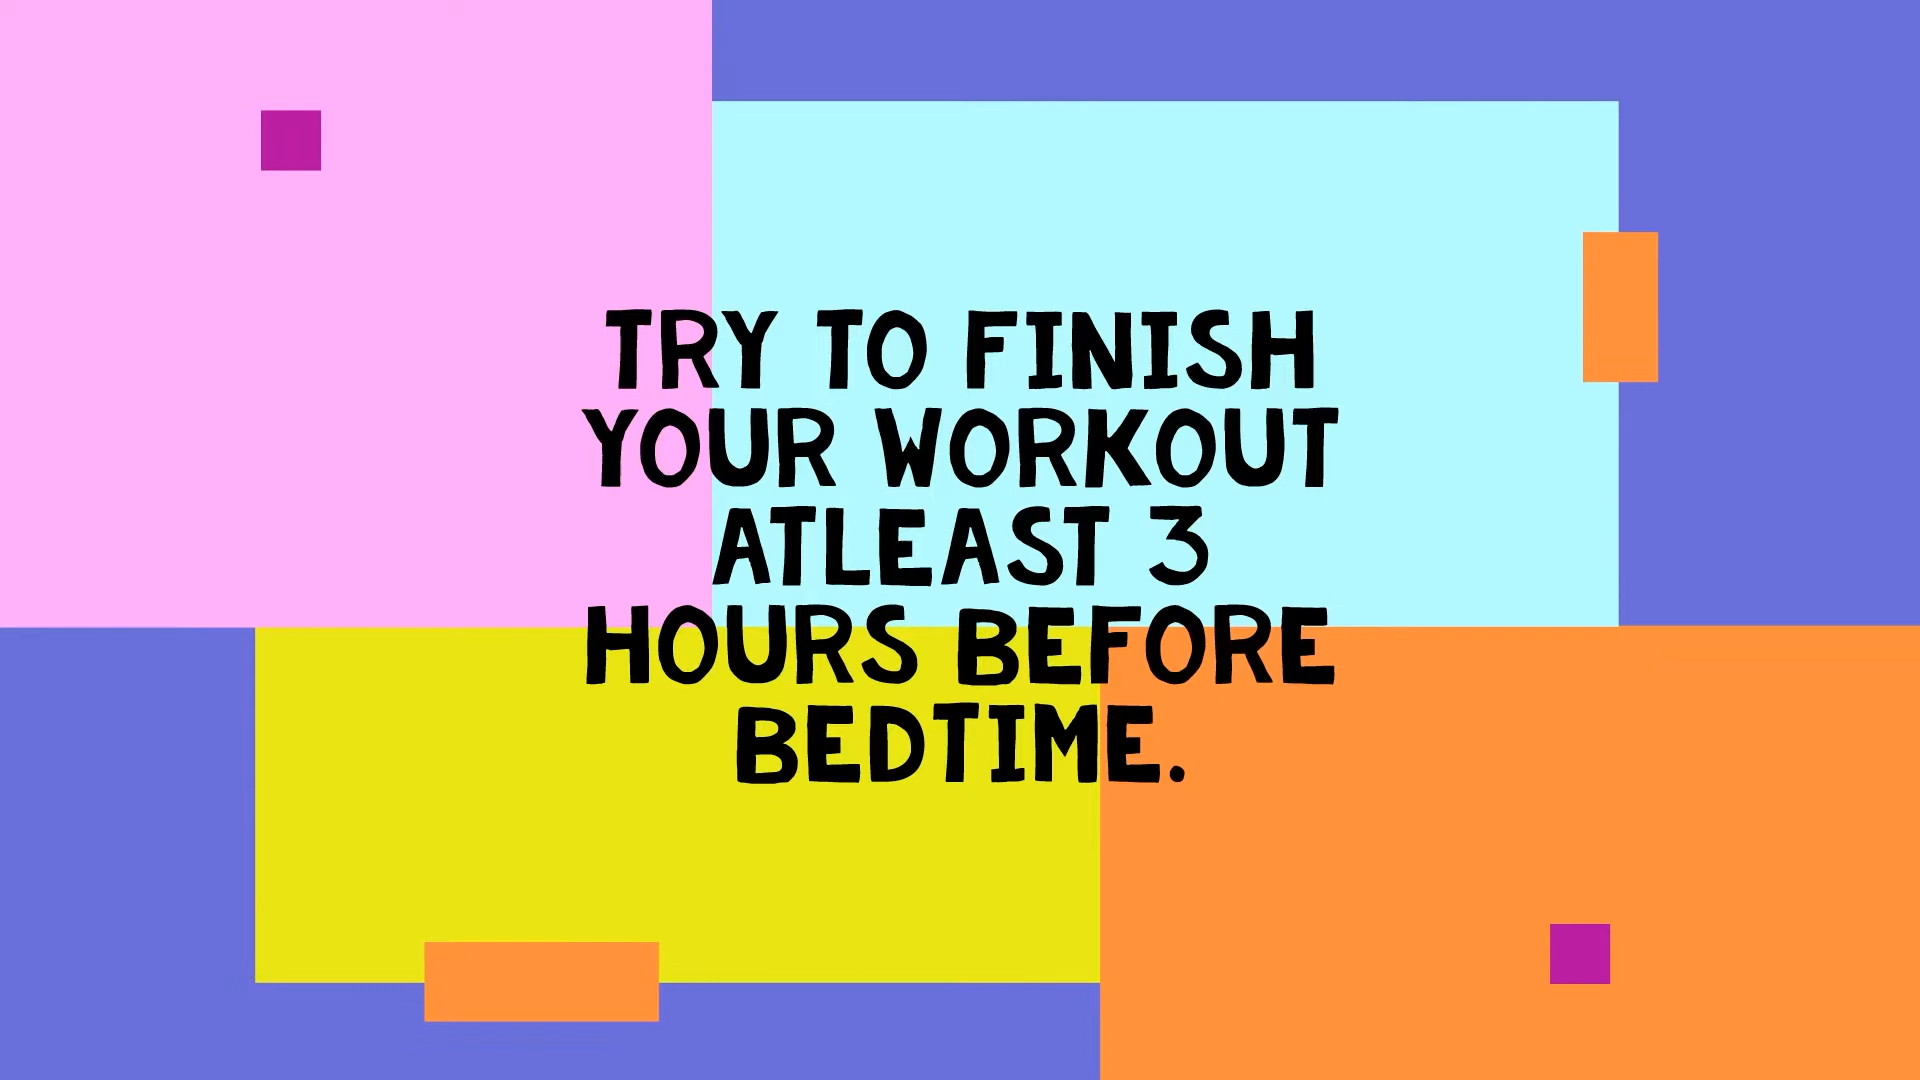 TRY TO FINISH
YOUR WORKOUT
ATLEAST 3
HOURS BEFORE
BEDTIME.